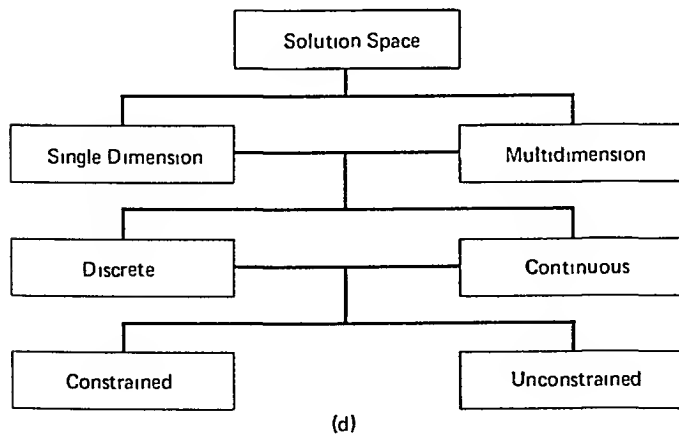 Solution Space
Single Dimension
Multidimension
Discrete
Continuous
Constrained
Unconstrained
(d)